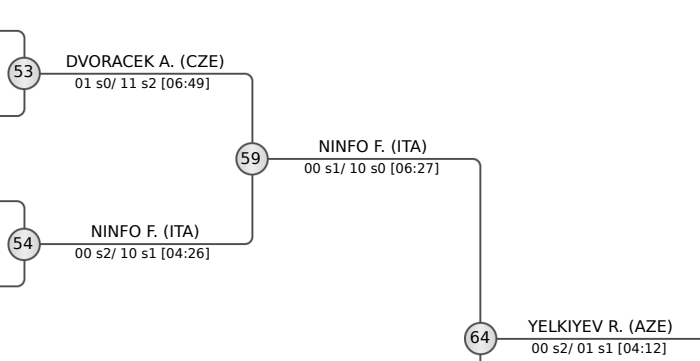 53
DVORACEK A. (CZE)
01 s0/ 11 s2 [06:49]
59
NINFO F. (ITA)
00 s1/ 10 s0 [06:27]
54
NINFO F. (ITA)
00 s2/ 10 s1 [04:26]
64
YELKIYEV R. (AZE)
00 s2/ 01 s1 [04:12]